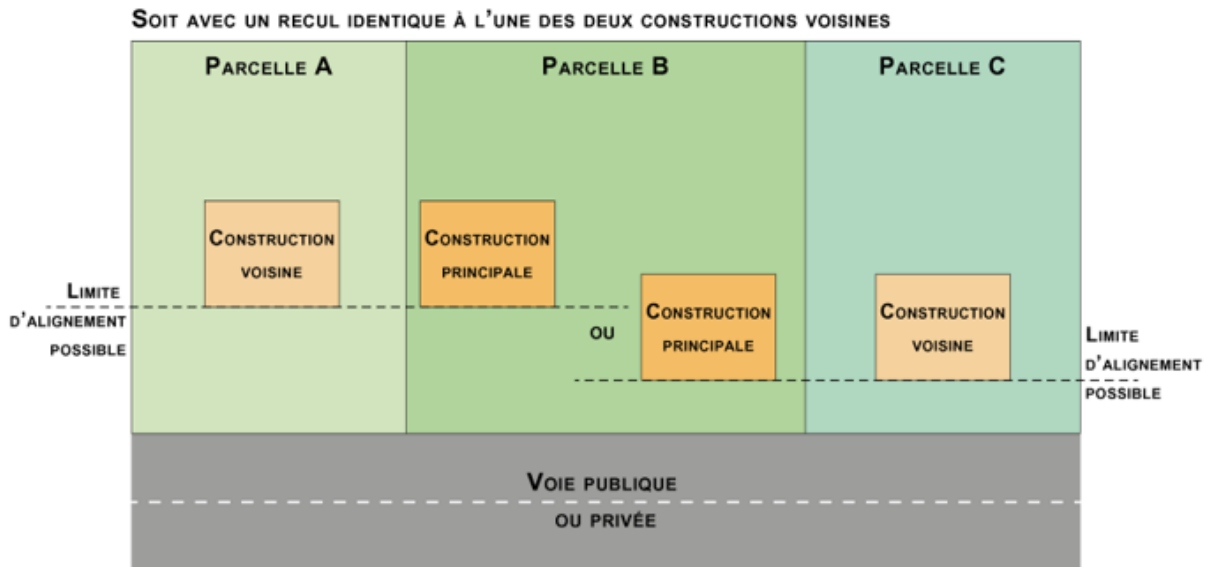 SOIT AVEC UN RECUL IDENTIQUE À L'UNE DES DEUX CONSTRUCTIONS VOISINES
PARCELLE A
PARCELLE B
PARCELLE C
CONSTRUCTION
VOISINE
CONSTRUCTION
PRINCIPALE
LIMITE
D'ALIGNEMENT
POSSIBLE
OU
CONSTRUCTION
PRINCIPALE
CONSTRUCTION
VOISINE
LIMITE
D'ALIGNEMENT
POSSIBLE
VOIE PUBLIQUE
OU PRIVÉE